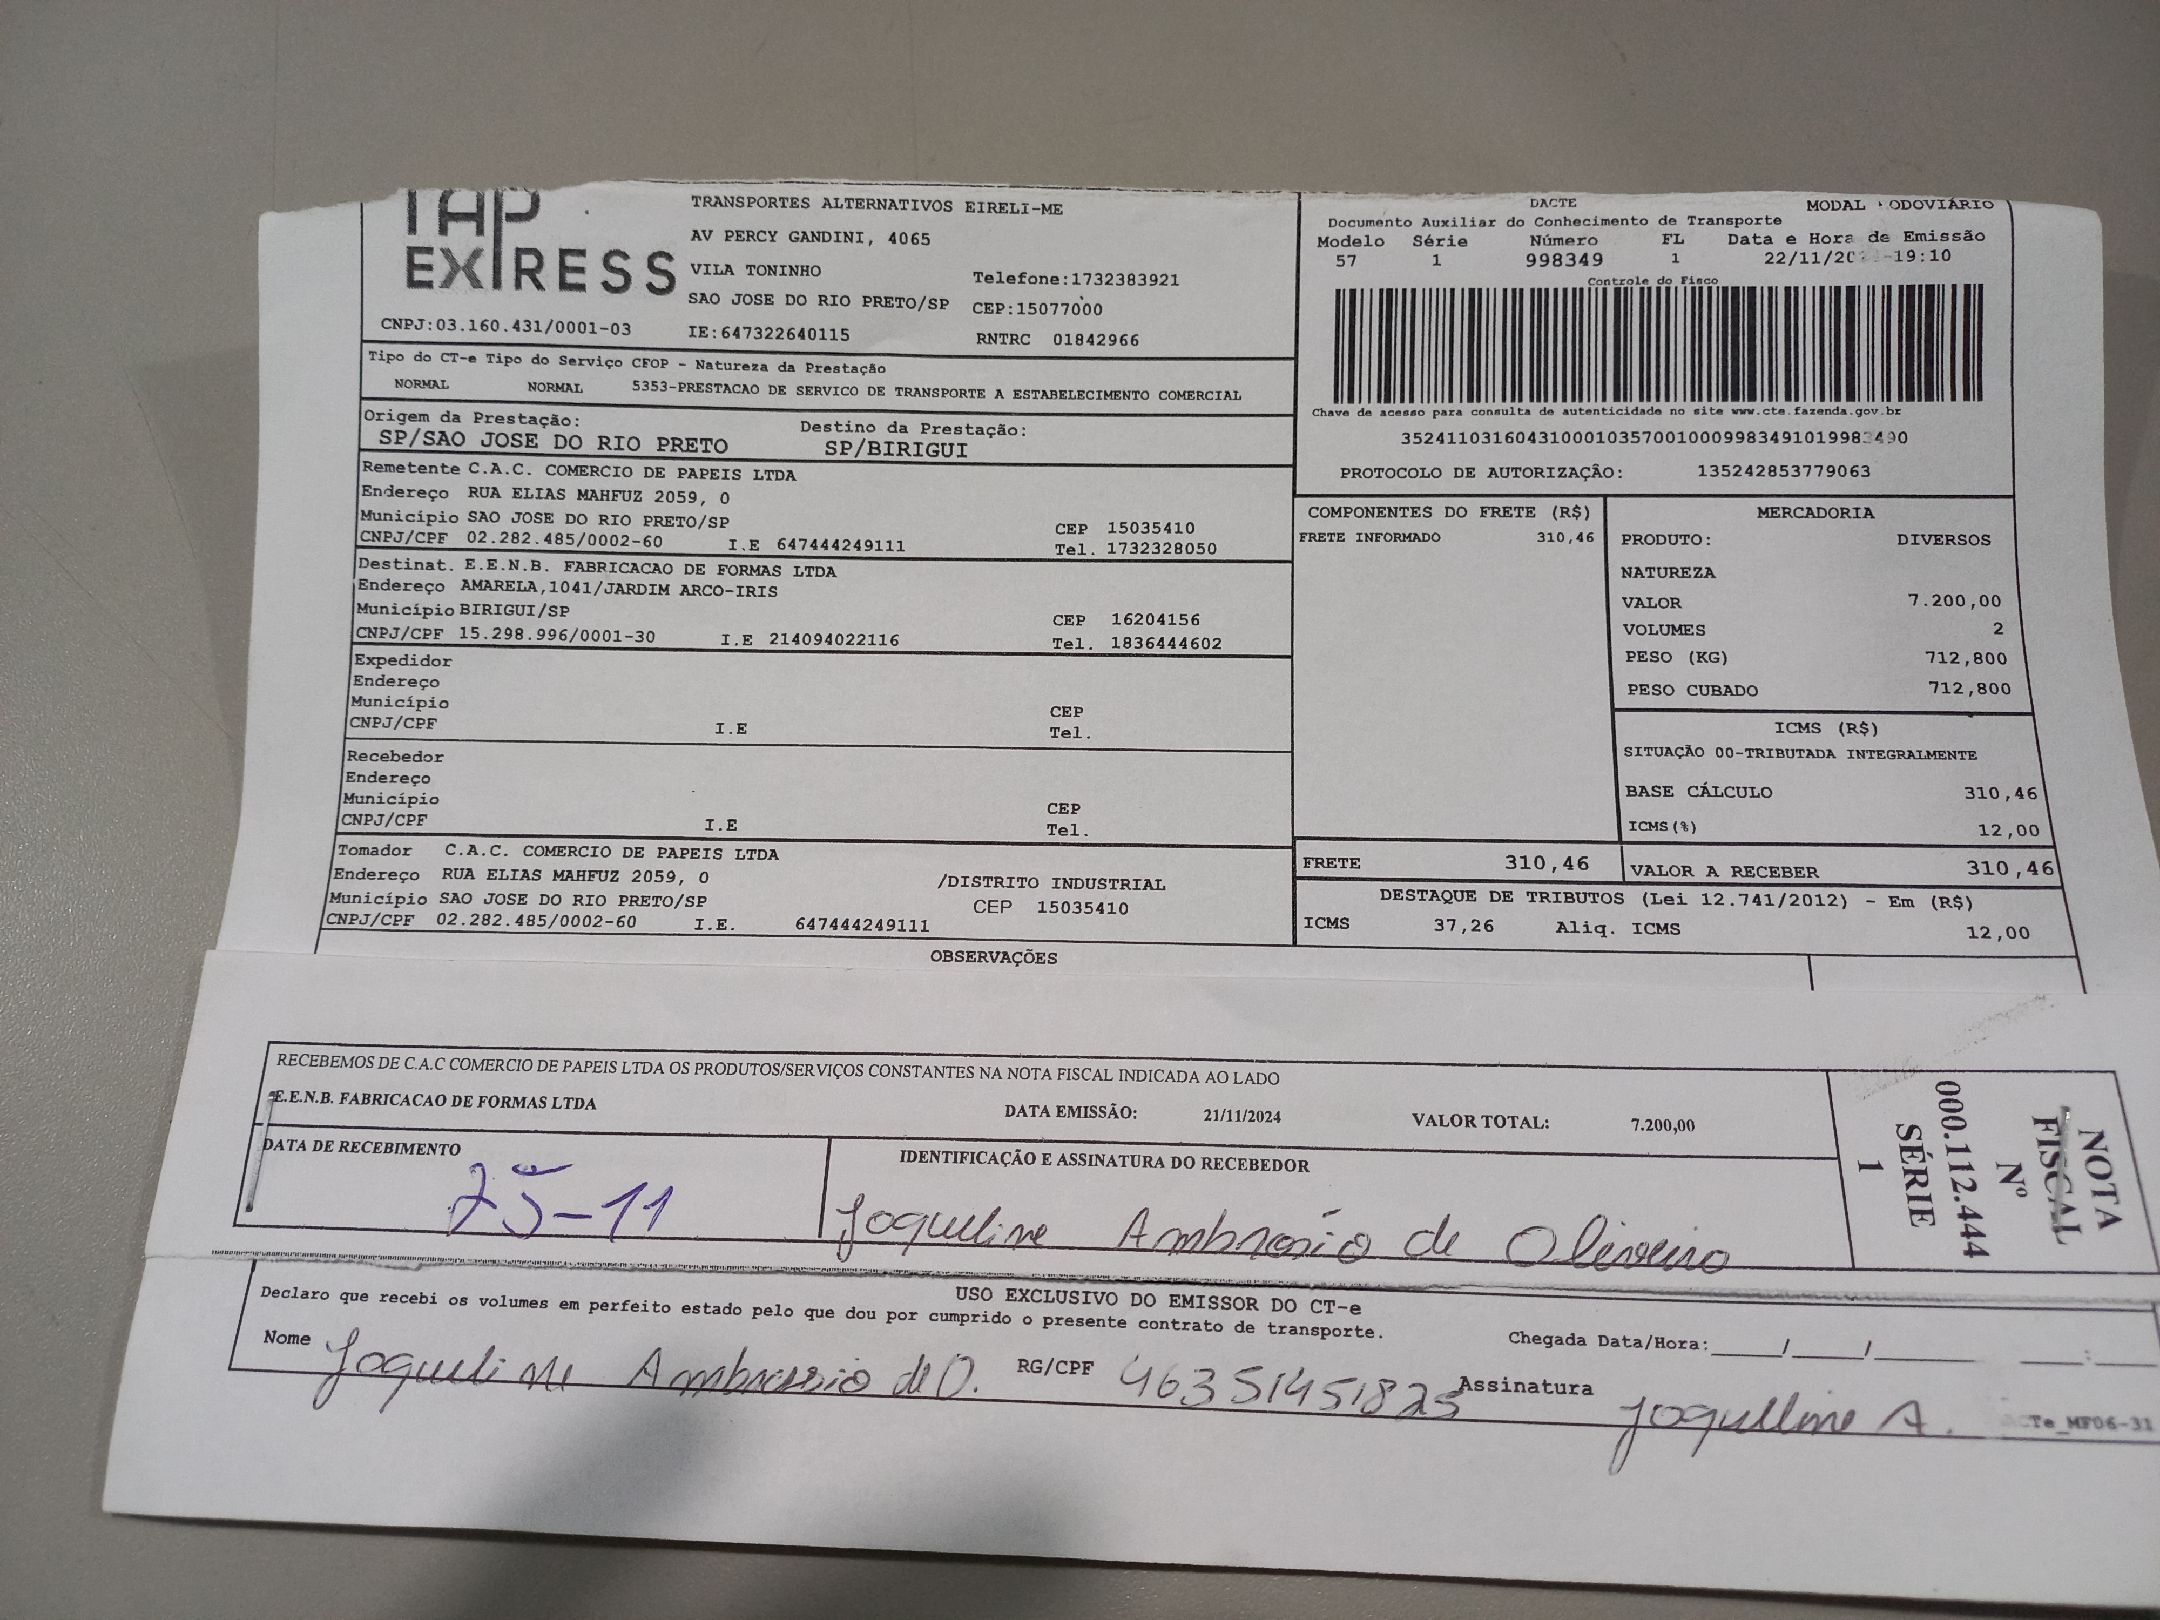 TAP
EXPRESS
TRANSPORTES ALTERNATIVOS EIRELI-ME
AV PERCY GANDINI, 4065
VILA TONINHO
Telefone:1732383921
SAO JOSE DO RIO PRETO/SP
CEP:15077000
CNPJ:03.160.431/0001-03
IE:647322640115
RNTRC 01842966
DACTE
MODAL ODOVIÁRIO
Documento Auxiliar do Conhecimento de Transporte
Modelo Série Número FL Data e Hora de Emissão
57 1 998349 1 22/11/20 -19:10
Controle do Fisco
Chave de acesso para consulta de autenticidade no site www.cte.fazenda.gov.br
PROTOCOLO DE AUTORIZAÇÃO: 135242853779063
Tipo do CT-e Tipo do Serviço CFOP - Natureza da Prestação
NORMAL NORMAL 5353-PRESTACAO DE SERVICO DE TRANSPORTE A ESTABELECIMENTO COMERCIAL
Origem da Prestação: Destino da Prestação:
SP/SAO JOSE DO RIO PRETO SP/BIRIGUI
Remetente C.A.C. COMERCIO DE PAPEIS LTDA
Endereço RUA ELIAS MAHFUZ 2059, 0
Município SAO JOSE DO RIO PRETO/SP CEP 15035410
CNPJ/CPF 02.282.485/0002-60 I.E 647444249111 Tel. 1732328050
Destinat. E.E.N.B. FABRICACAO DE FORMAS LTDA
Endereço AMARELA,1041/JARDIM ARCO-IRIS
Município BIRIGUI/SP CEP 16204156
CNPJ/CPF 15.298.996/0001-30 I.E 214094022116 Tel. 1836444602
Expedidor
Endereço
Município CEP
CNPJ/CPF I.E Tel.
Recebedor
Endereço
Município CEP
CNPJ/CPF I.E Tel.
Tomador C.A.C. COMERCIO DE PAPEIS LTDA
Endereço RUA ELIAS MAHFUZ 2059, 0 /DISTRITO INDUSTRIAL
Município SAO JOSE DO RIO PRETO/SP CEP 15035410
CNPJ/CPF 02.282.485/0002-60 I.E. 647444249111
COMPONENTES DO FRETE (R$)
FRETE INFORMADO 310,46
MERCADORIA
PRODUTO: DIVERSOS
NATUREZA
VALOR 7.200,00
VOLUMES 2
PESO (KG) 712,800
PESO CUBADO 712,800
ICMS (R$)
SITUAÇÃO 00-TRIBUTADA INTEGRALMENTE
BASE CÁLCULO 310,46
ICMS(%) 12,00
FRETE 310,46 VALOR A RECEBER 310,46
DESTAQUE DE TRIBUTOS (Lei 12.741/2012) - Em (R$)
ICMS 37,26 Aliq. ICMS 12,00
OBSERVAÇÕES
RECEBEMOS DE C.A.C COMERCIO DE PAPEIS LTDA OS PRODUTOS/SERVIÇOS CONSTANTES NA NOTA FISCAL INDICADA AO LADO
E.E.N.B. FABRICACAO DE FORMAS LTDA DATA EMISSÃO: 21/11/2024 VALOR TOTAL: 7.200,00
DATA DE RECEBIMENTO IDENTIFICAÇÃO E ASSINATURA DO RECEBEDOR
25-11 Joqueline Ambrosio de Oliveira
NOTA
FISCAL
Nº
000.112.444
SÉRIE
1
USO EXCLUSIVO DO EMISSOR DO CT-e
Declaro que recebi os volumes em perfeito estado pelo que dou por cumprido o presente contrato de transporte.
Chegada Data/Hora:_____/_____/_______ ____:____
Nome Joqueline Ambrosio de O. RG/CPF 46351451825 Assinatura Joqueline A.
CTe_MF06-31